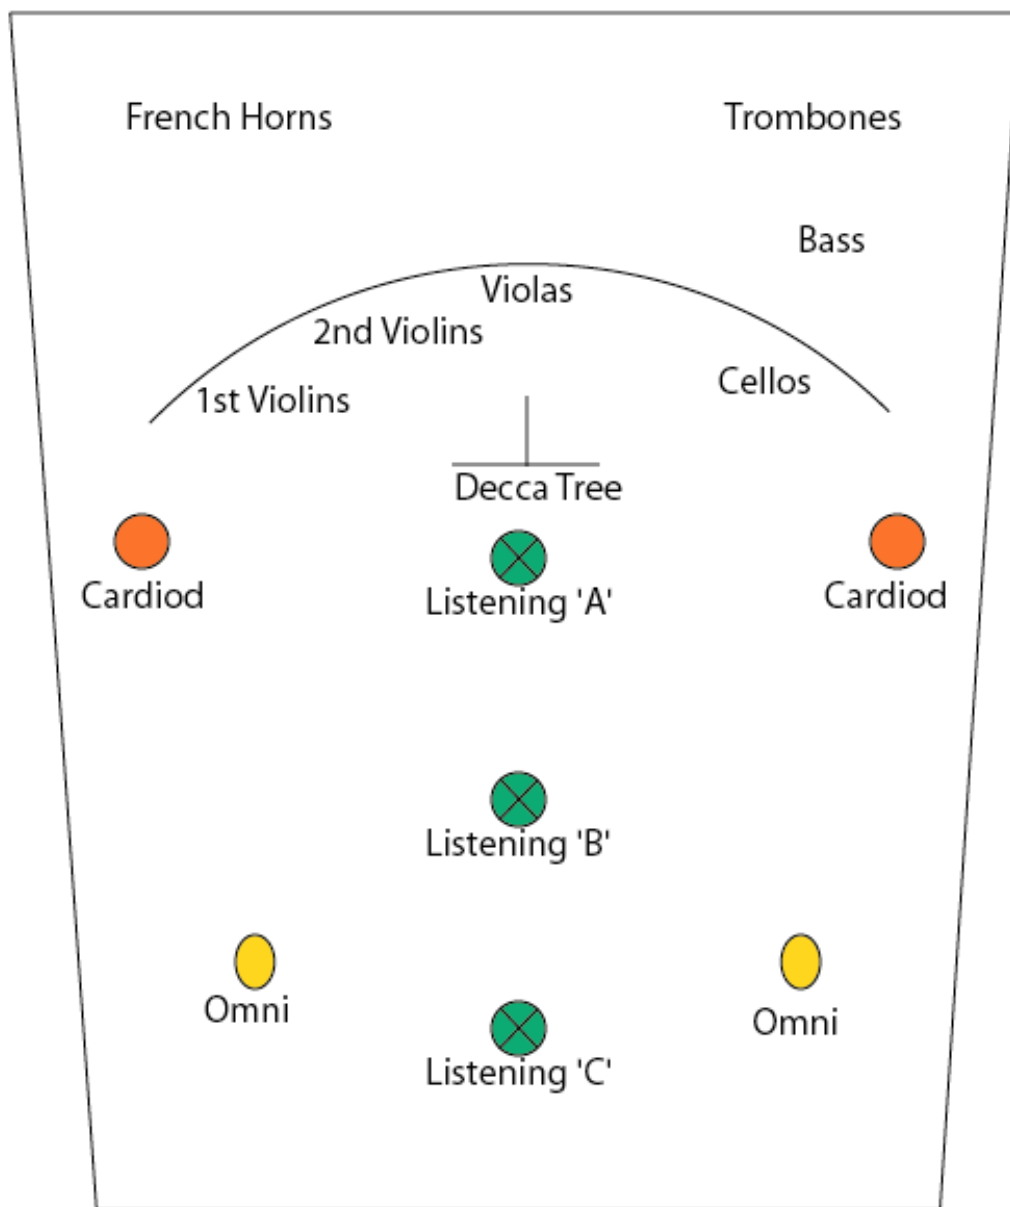 French Horns
Trombones
Bass
Violas
2nd Violins
Cellos
1st Violins
Decca Tree
Cardiod
Listening 'A'
Cardiod
Listening 'B'
Omni
Omni
Listening 'C'